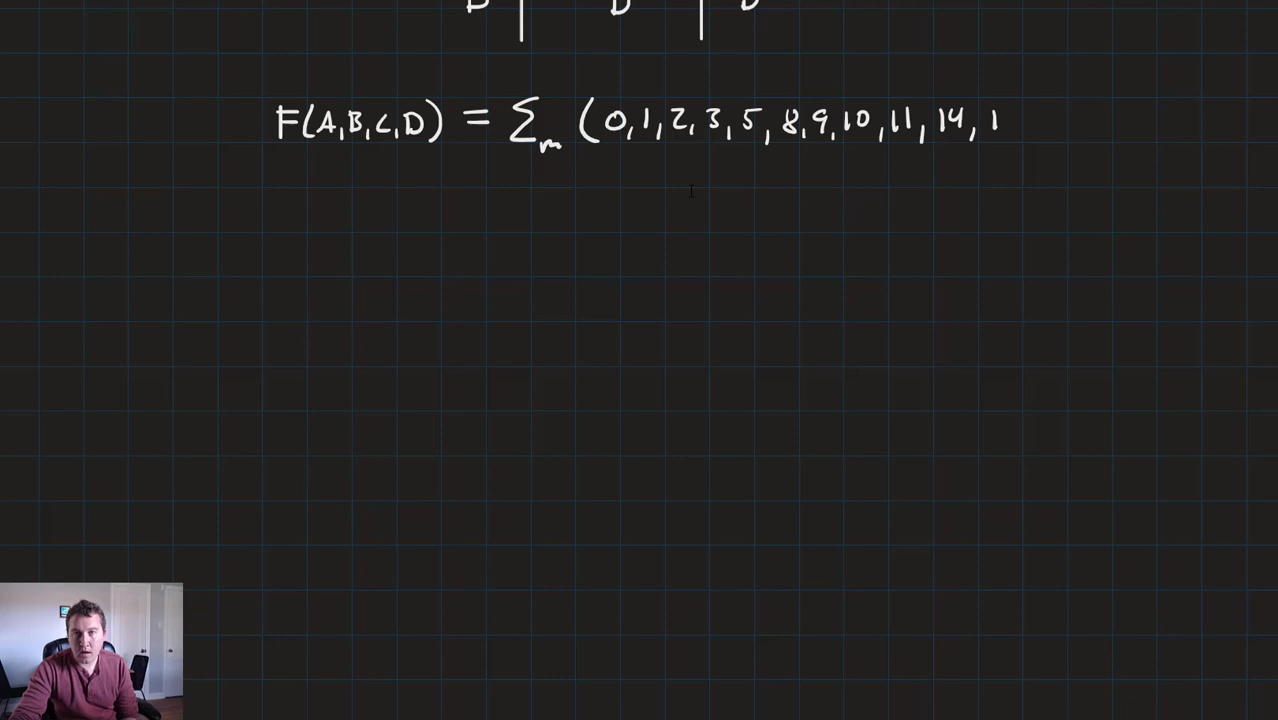 D D
F(A,B,C,D) = Σm (0,1,2,3,5,8,9,10,11,14,1